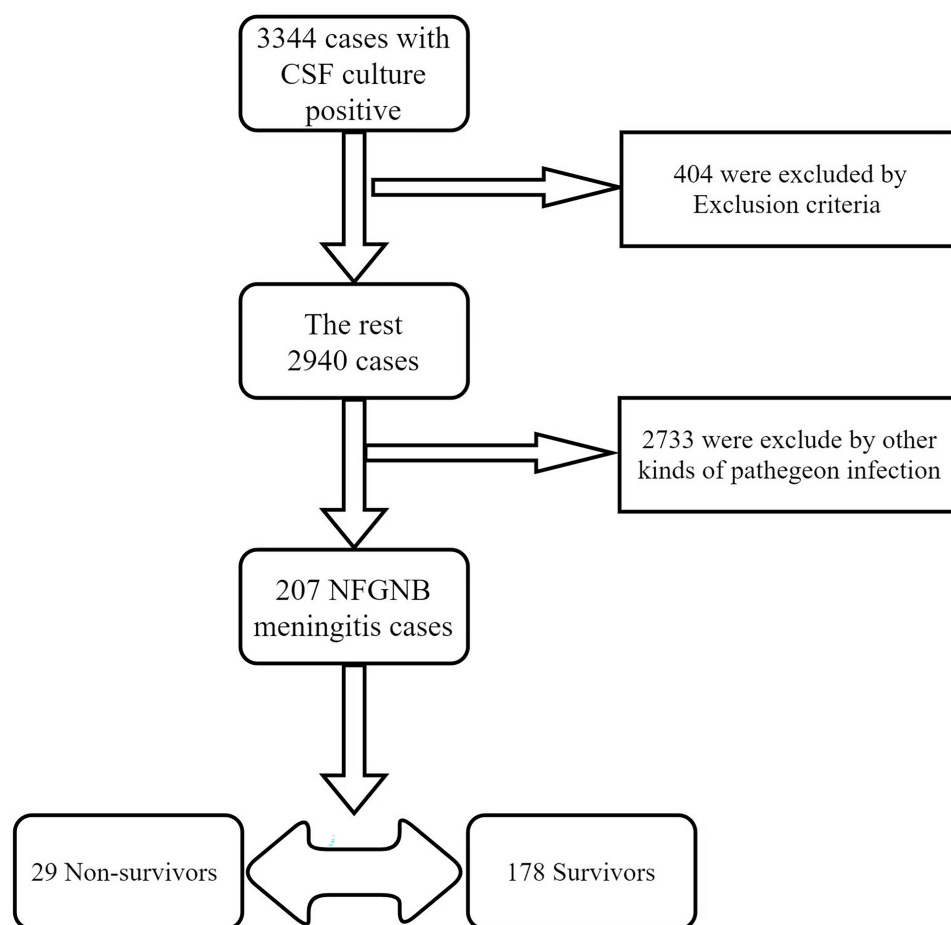 3344 cases with
CSF culture
positive
404 were excluded by
Exclusion criteria
The rest
2940 cases
2733 were exclude by other
kinds of pathegeon infection
207 NFGNB
meningitis cases
29 Non-survivors
178 Survivors